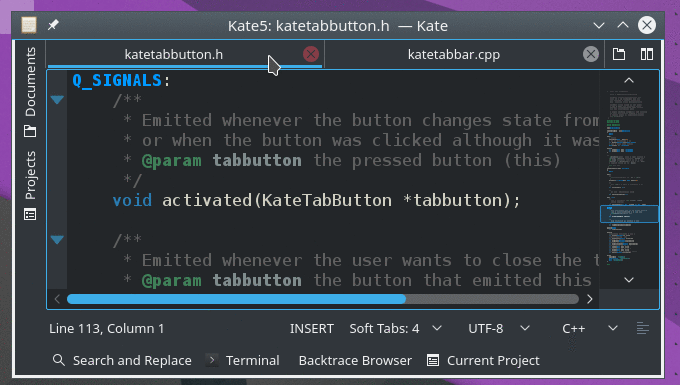 Kate5: katetabbutton.h — Kate
katetabbutton.h
katetabbar.cpp
Documents
Projects
Q_SIGNALS:
/**
* Emitted whenever the button changes state from
* or when the button was clicked although it was
* @param tabbutton the pressed button (this)
*/
void activated(KateTabButton *tabbutton);
/**
* Emitted whenever the user wants to close the t
* @param tabbutton the button that emitted this
Line 113, Column 1
INSERT
Soft Tabs: 4
UTF-8
C++
Search and Replace
Terminal
Backtrace Browser
Current Project